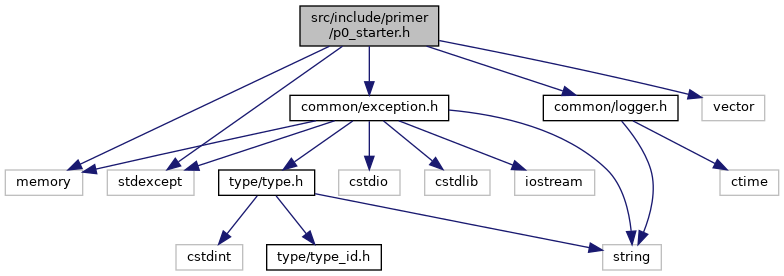 src/include/primer
/p0_starter.h
common/exception.h
common/logger.h
vector
memory
stdexcept
type/type.h
cstdio
cstdlib
iostream
ctime
cstdint
type/type_id.h
string